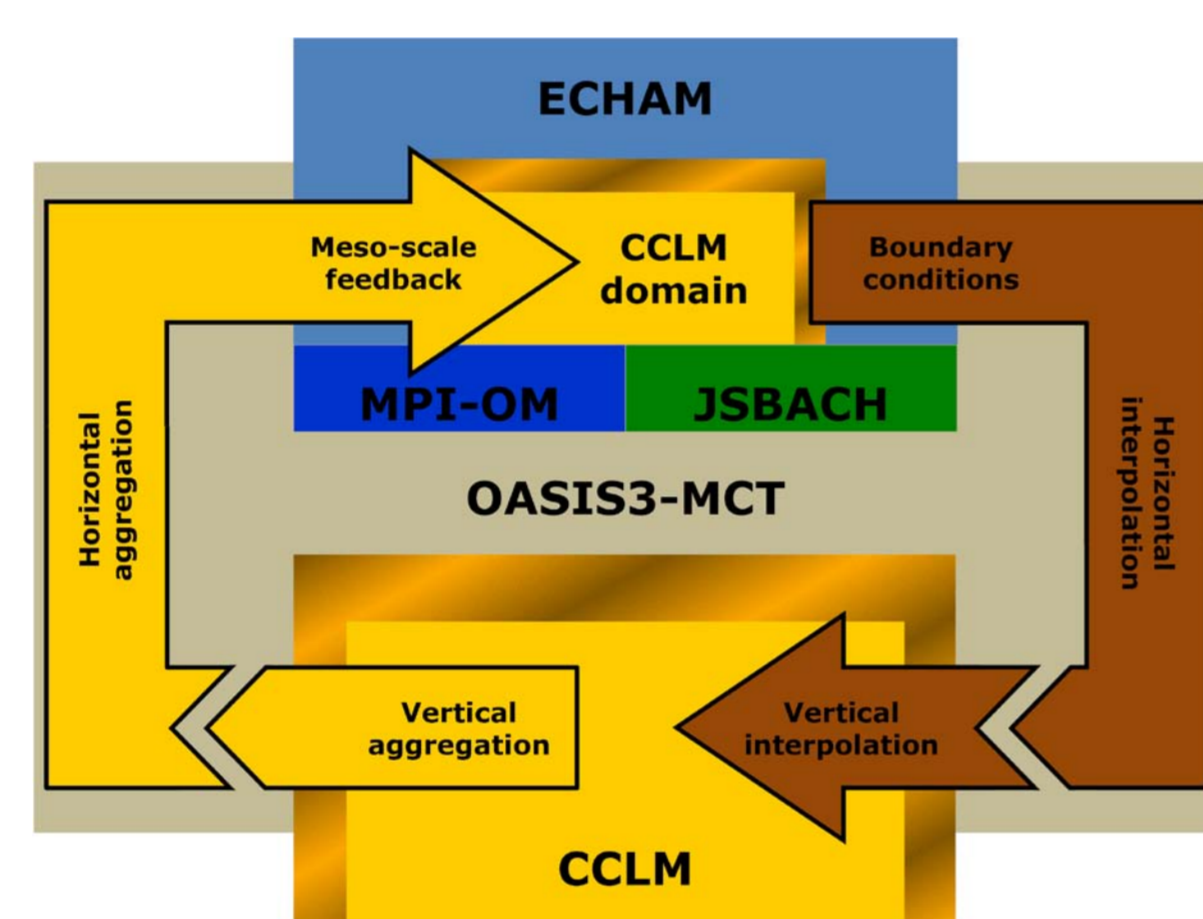 ECHAM
Meso-scale
feedback
CCLM
domain
Boundary
conditions
MPI-OM
JSBACH
Horizontal
aggregation
OASIS3-MCT
Horizontal
interpolation
Vertical
aggregation
Vertical
interpolation
CCLM